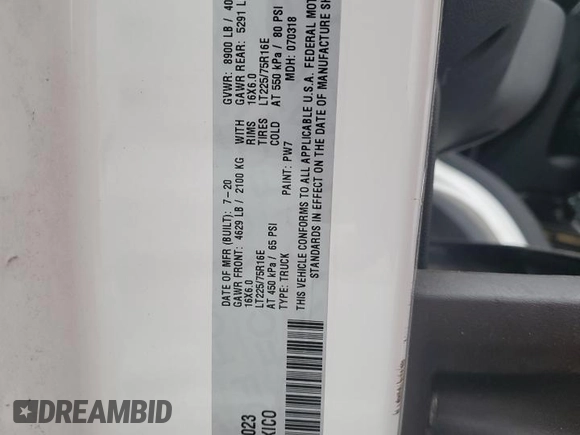 DATE OF MFR (BUILT): 7-20 GVWR: 8900 LB / 40
GAWR FRONT: 4629 LB / 2100 KG WITH GAWR REAR: 5291 L
16X6.0 RIMS 16X6.0
LT225/75R16E TIRES LT225/75R16E
AT 450 kPa / 65 PSI COLD AT 550 kPa / 80 PSI
TYPE: TRUCK PAINT: PW7 MDH: 070318
THIS VEHICLE CONFORMS TO ALL APPLICABLE U.S.A. FEDERAL MOT
STANDARDS IN EFFECT ON THE DATE OF MANUFACTURE SH
023
XICO
DREAMBID